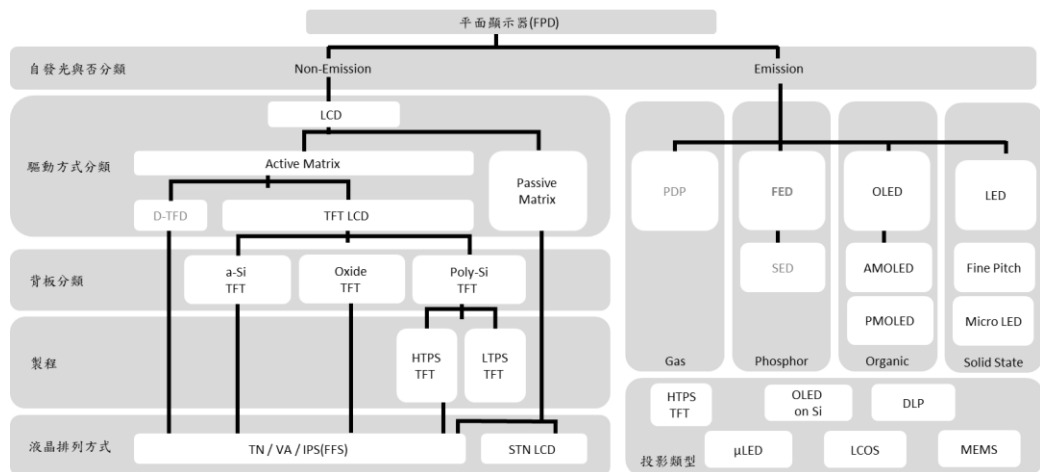 平面顯示器(FPD)
自發光與否分類
Non-Emission
Emission
LCD
驅動方式分類
Active Matrix
Passive
Matrix
D-TFD
TFT LCD
背板分類
a-Si
TFT
Oxide
TFT
Poly-Si
TFT
製程
HTPS
TFT
LTPS
TFT
液晶排列方式
TN / VA / IPS(FFS)
STN LCD
PDP
FED
OLED
LED
SED
AMOLED
Fine Pitch
PMOLED
Micro LED
Gas
Phosphor
Organic
Solid State
HTPS
TFT
OLED
on Si
DLP
投影類型
μLED
LCOS
MEMS